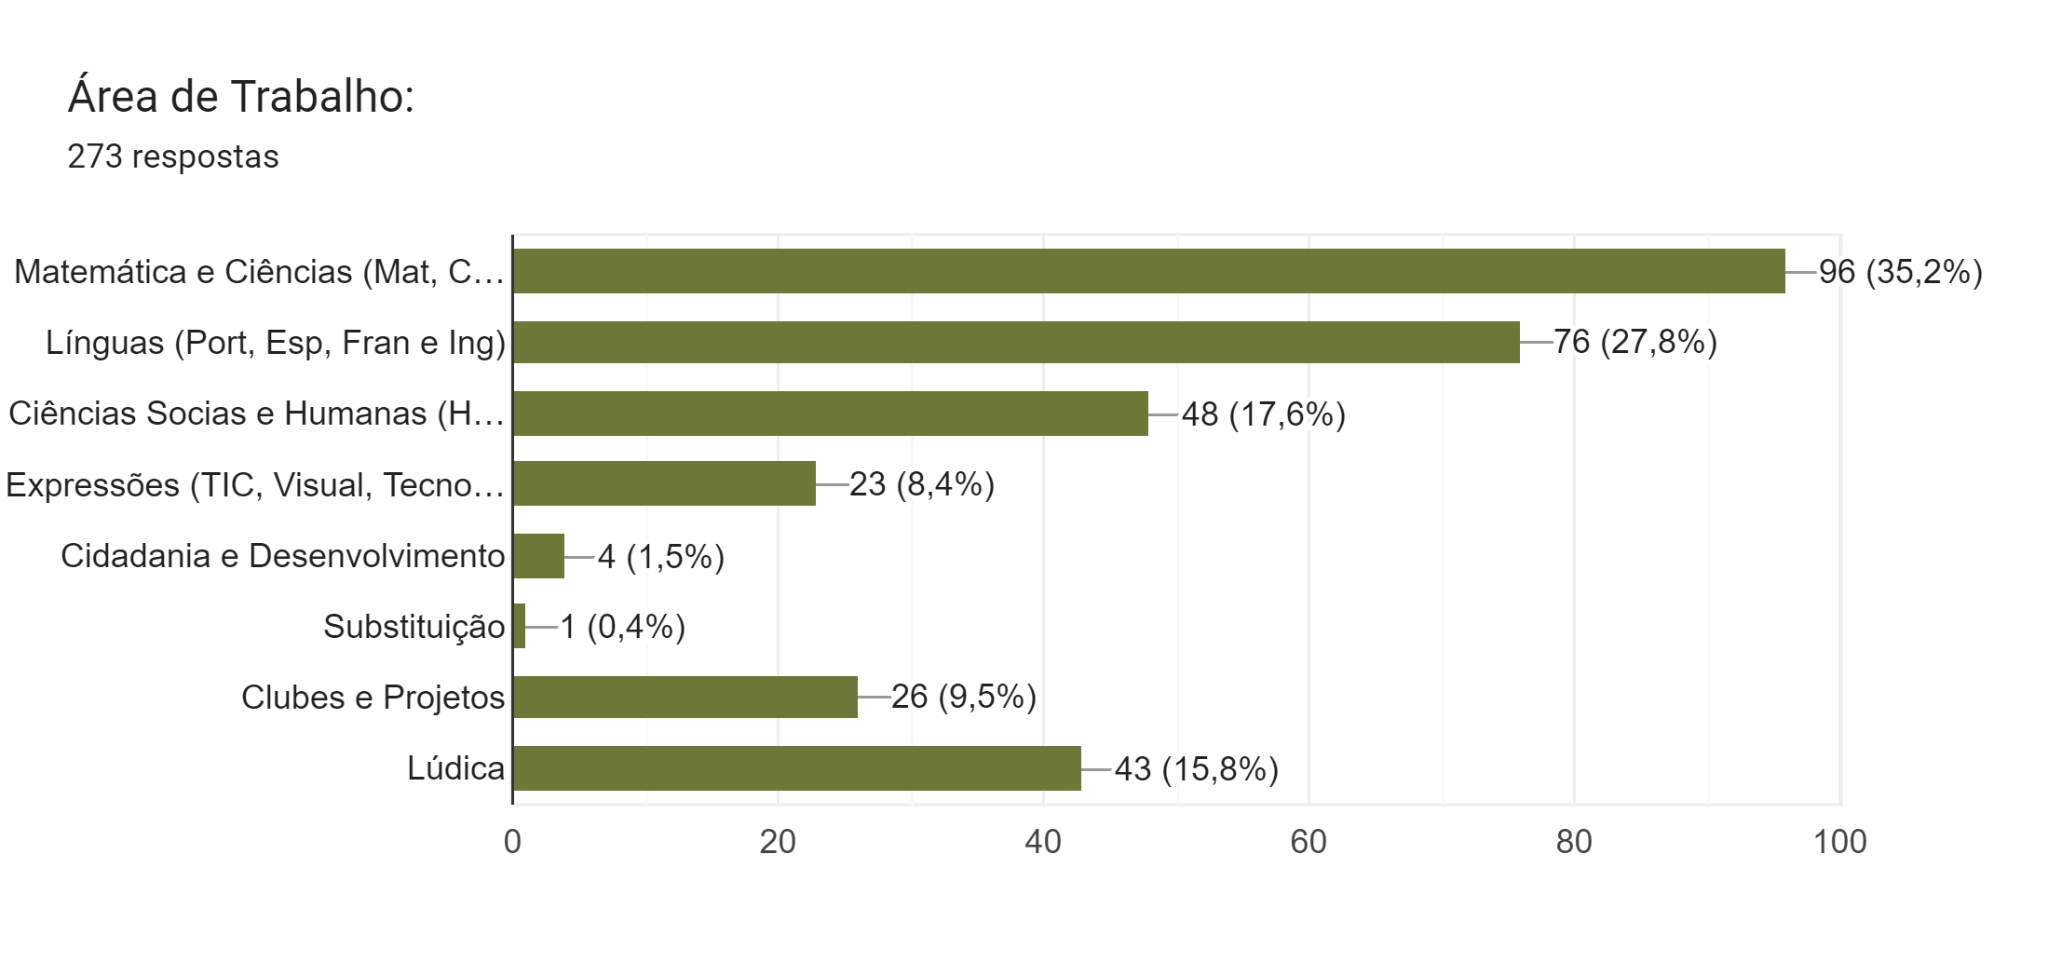 Área de Trabalho:
273 respostas
Matemática e Ciências (Mat, C… 96 (35,2%)
Línguas (Port, Esp, Fran e Ing) 76 (27,8%)
Ciências Socias e Humanas (H… 48 (17,6%)
Expressões (TIC, Visual, Tecno… 23 (8,4%)
Cidadania e Desenvolvimento 4 (1,5%)
Substituição 1 (0,4%)
Clubes e Projetos 26 (9,5%)
Lúdica 43 (15,8%)
0 20 40 60 80 100